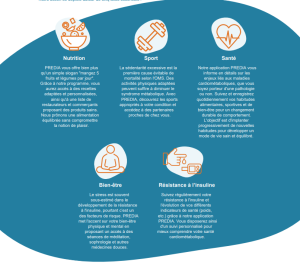 Nutrition
PREDIA vous offre bien plus
qu'un simple slogan "mangez 5
fruits et légumes par jour".
Grâce à notre programme, vous
aurez accès à des recettes
adaptées et personnalisées,
ainsi qu'à une liste de
restaurateurs et commerçants
proposant des produits sains.
Nous prônons une alimentation
équilibrée sans compromettre
la notion de plaisir.
Sport
La sédentarité excessive est la
première cause évitable de
mortalité selon l'OMS. Des
activités physiques adaptées
peuvent suffire à diminuer le
syndrome métabolique. Avec
PREDIA, découvrez les sports
appropriés à votre condition et
accédez à des partenaires
proches de chez vous.
Santé
Notre application PREDIA vous
informe en détails sur les
enjeux liés aux maladies
cardiométaboliques, que vous
soyez porteur d'une pathologie
ou non. Suivez et enregistrez
quotidiennement vos habitudes
alimentaires, sportives et de
bien-être pour un changement
durable de comportement.
L'objectif est d'implanter
progressivement de nouvelles
habitudes pour développer un
mode de vie sain et équilibré.
Bien-être
Le stress est souvent
sous-estimé dans le
développement de la résistance
à l'insuline, pourtant c'est un
des facteurs de risque. PREDIA
met l'accent sur votre bien-être
physique et mental en
proposant un accès à des
séances de méditation,
sophrologie et autres
médecines douces.
Résistance à l'insuline
Suivez régulièrement votre
résistance à l'insuline et
l'évolution de vos différents
indicateurs de santé (poids,
etc.) grâce à notre application
PREDIA. Vous disposerez ainsi
d'un suivi personnalisé pour
mieux comprendre votre santé
cardiométabolique.